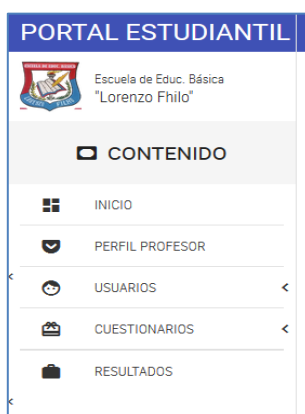 PORTAL ESTUDIANTIL
Escuela de Educ. Básica
"Lorenzo Fhilo"
CONTENIDO
INICIO
PERFIL PROFESOR
USUARIOS
CUESTIONARIOS
RESULTADOS